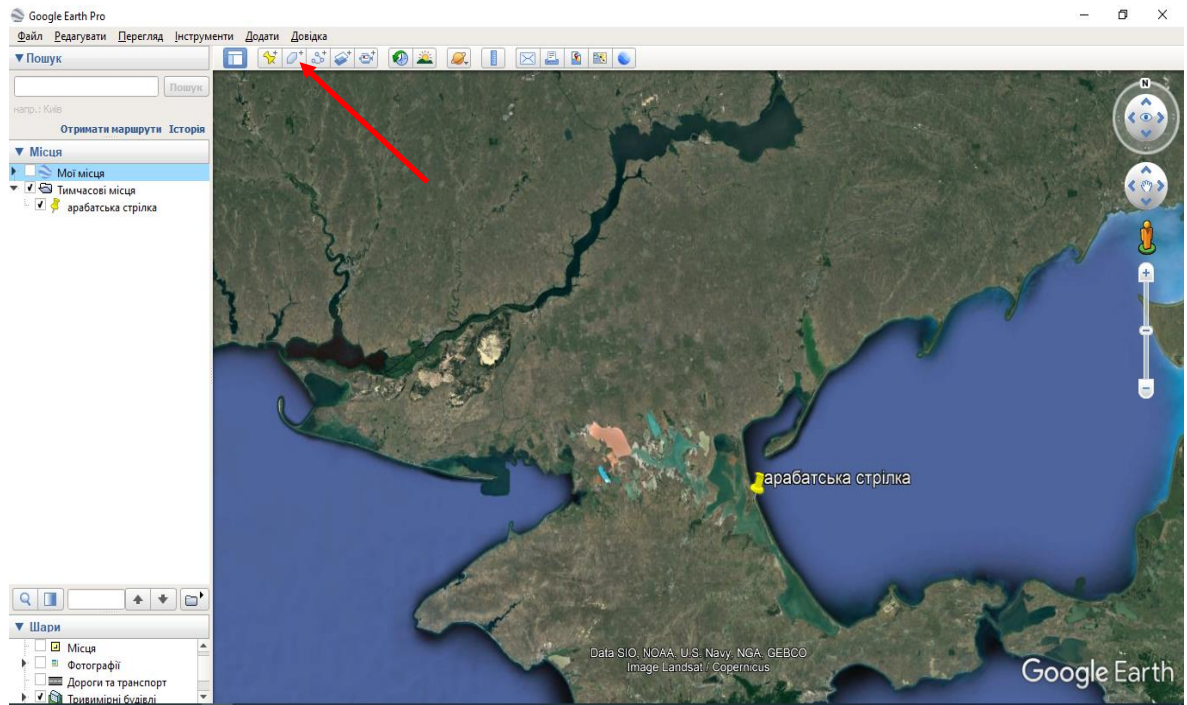 Google Earth Pro
Файл Редагувати Перегляд Інструменти Додати Довідка
Пошук
Пошук
напр.: Київ
Отримати маршрути Історія
Місця
Мої місця
Тимчасові місця
арабатська стрілка
N
арабатська стрілка
Шари
Місця
Фотографії
Дороги та транспорт
Тривимірні будівлі
Data SIO, NOAA, U.S. Navy, NGA, GEBCO
Image Landsat / Copernicus
Google Earth